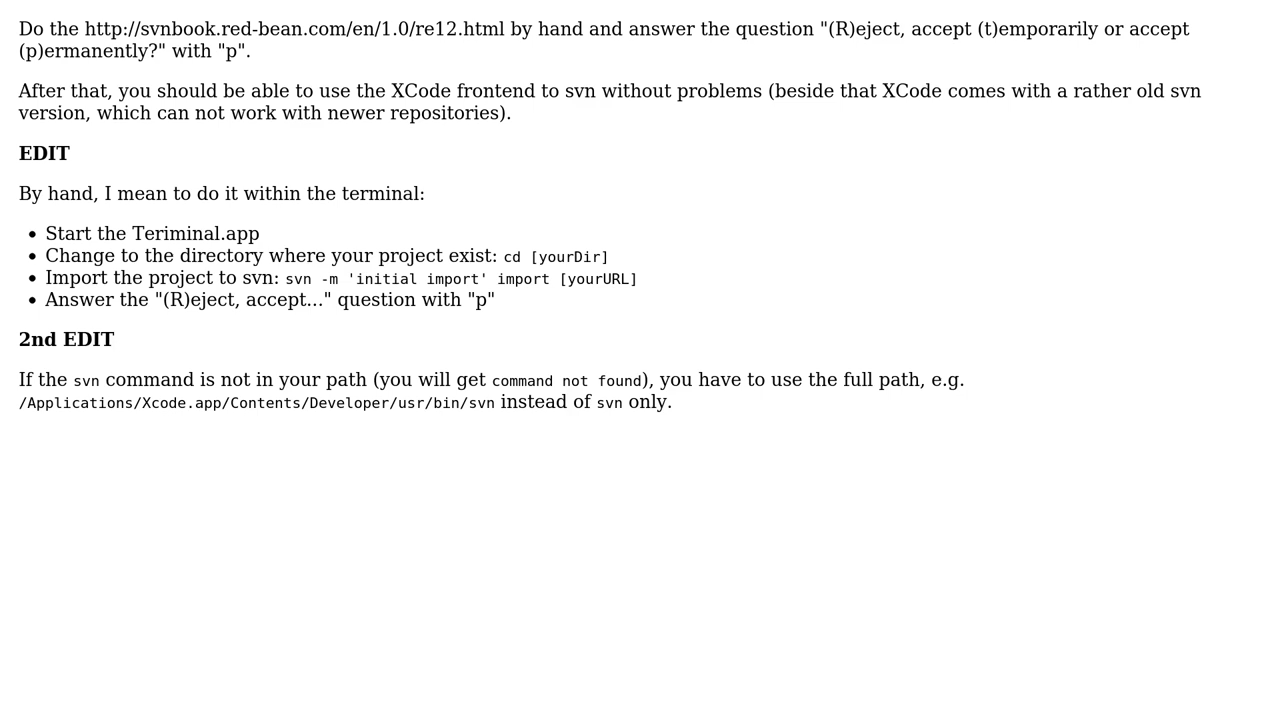 Do the http://svnbook.red-bean.com/en/1.0/re12.html by hand and answer the question "(R)eject, accept (t)emporarily or accept
(p)ermanently?" with "p".
After that, you should be able to use the XCode frontend to svn without problems (beside that XCode comes with a rather old svn
version, which can not work with newer repositories).
EDIT
By hand, I mean to do it within the terminal:
• Start the Teriminal.app
• Change to the directory where your project exist: cd [yourDir]
• Import the project to svn: svn -m 'initial import' import [yourURL]
• Answer the "(R)eject, accept..." question with "p"
2nd EDIT
If the svn command is not in your path (you will get command not found), you have to use the full path, e.g.
/Applications/Xcode.app/Contents/Developer/usr/bin/svn instead of svn only.